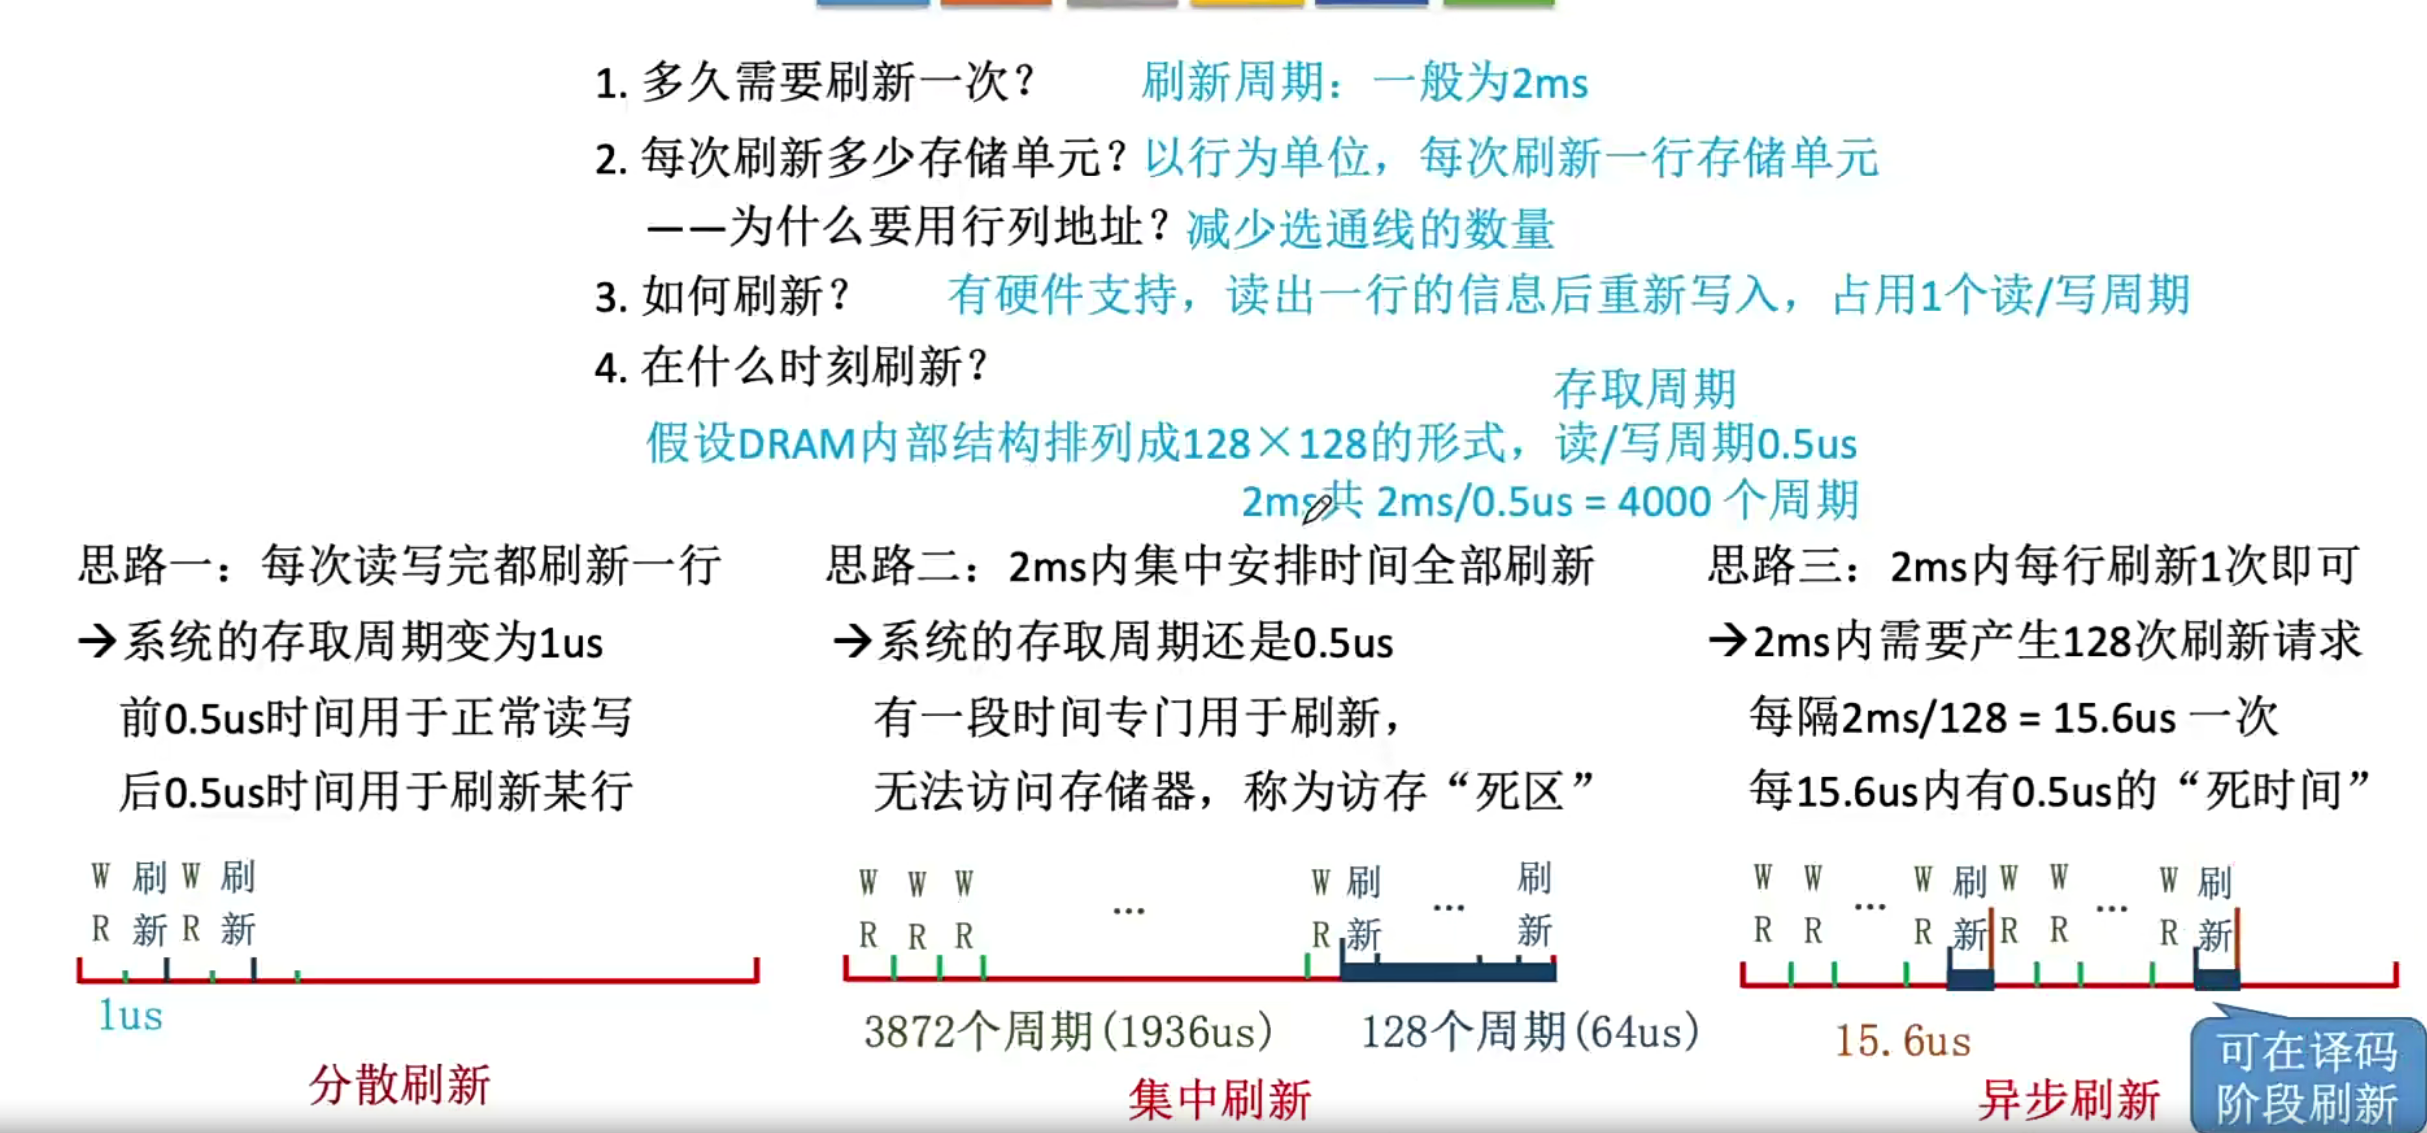 1. 多久需要刷新一次？ 刷新周期：一般为2ms
2. 每次刷新多少存储单元？以行为单位，每次刷新一行存储单元
——为什么要用行列地址？减少选通线的数量
3. 如何刷新？ 有硬件支持，读出一行的信息后重新写入，占用1个读/写周期
4. 在什么时刻刷新？
存取周期
假设DRAM内部结构排列成128×128的形式，读/写周期0.5us
2ms共 2ms/0.5us = 4000 个周期
思路一：每次读写完都刷新一行
→系统的存取周期变为1us
前0.5us时间用于正常读写
后0.5us时间用于刷新某行
W 刷 W 刷
R 新 R 新
1us
分散刷新
思路二：2ms内集中安排时间全部刷新
→系统的存取周期还是0.5us
有一段时间专门用于刷新，
无法访问存储器，称为访存“死区”
W W W ... W 刷 ... 刷
R R R R 新 新
3872个周期(1936us) 128个周期(64us)
集中刷新
思路三：2ms内每行刷新1次即可
→2ms内需要产生128次刷新请求
每隔2ms/128 = 15.6us 一次
每15.6us内有0.5us的“死时间”
W W ... W 刷 W W ... W 刷
R R R 新 R R R 新
15.6us
异步刷新
可在译码
阶段刷新